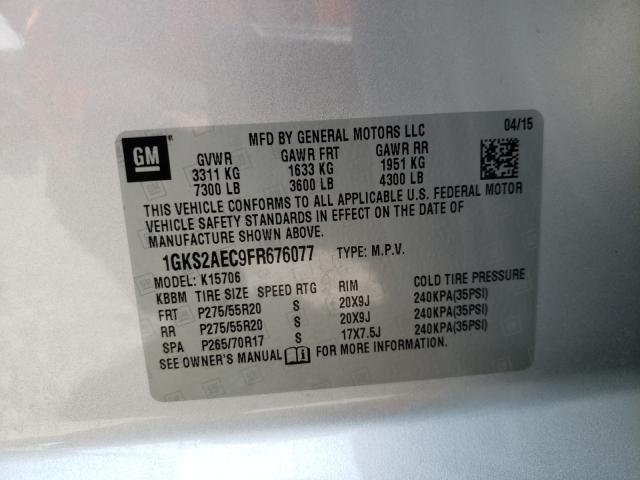 MFD BY GENERAL MOTORS LLC 04/15
GM
GVWR GAWR FRT GAWR RR
3311 KG 1633 KG 1951 KG
7300 LB 3600 LB 4300 LB
THIS VEHICLE CONFORMS TO ALL APPLICABLE U.S. FEDERAL MOTOR
VEHICLE SAFETY STANDARDS IN EFFECT ON THE DATE OF
MANUFACTURE SHOWN ABOVE.
1GKS2AEC9FR676077 TYPE: M.P.V.
MODEL: K15706
KBBM TIRE SIZE SPEED RTG RIM COLD TIRE PRESSURE
FRT P275/55R20 S 20X9J 240KPA(35PSI)
RR P275/55R20 S 20X9J 240KPA(35PSI)
SPA P265/70R17 S 17X7.5J 240KPA(35PSI)
SEE OWNER'S MANUAL FOR MORE INFORMATION.